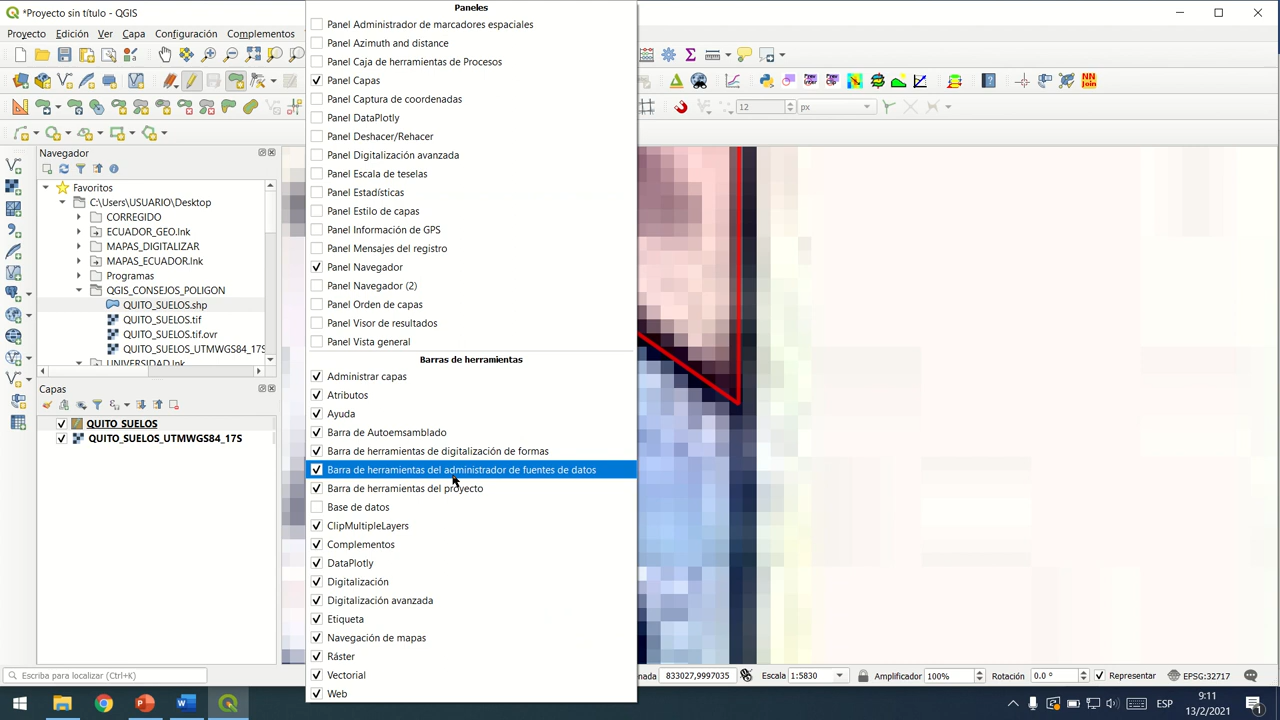 *Proyecto sin título — QGIS
Proyecto Edición Ver Capa Configuración Complementos
12 px
NN join
Navegador
Favoritos
C:\Users\USUARIO\Desktop
CORREGIDO
ECUADOR_GEO.lnk
MAPAS_DIGITALIZAR
MAPAS_ECUADOR.lnk
Programas
QGIS_CONSEJOS_POLIGON
QUITO_SUELOS.shp
QUITO_SUELOS.tif
QUITO_SUELOS.tif.ovr
QUITO_SUELOS_UTMWGS84_17S
UNIVERSIDAD.lnk
Capas
QUITO_SUELOS
QUITO_SUELOS_UTMWGS84_17S
Paneles
Panel Administrador de marcadores espaciales
Panel Azimuth and distance
Panel Caja de herramientas de Procesos
Panel Capas
Panel Captura de coordenadas
Panel DataPlotly
Panel Deshacer/Rehacer
Panel Digitalización avanzada
Panel Escala de teselas
Panel Estadísticas
Panel Estilo de capas
Panel Información de GPS
Panel Mensajes del registro
Panel Navegador
Panel Navegador (2)
Panel Orden de capas
Panel Visor de resultados
Panel Vista general
Barras de herramientas
Administrar capas
Atributos
Ayuda
Barra de Autoemsamblado
Barra de herramientas de digitalización de formas
Barra de herramientas del administrador de fuentes de datos
Barra de herramientas del proyecto
Base de datos
ClipMultipleLayers
Complementos
DataPlotly
Digitalización
Digitalización avanzada
Etiqueta
Navegación de mapas
Ráster
Vectorial
Web
Escriba para localizar (Ctrl+K)
nada 833027,9997035 Escala 1:5830 Amplificador 100% Rotación 0.0 ° Representar EPSG:32717
ESP
9:11
13/2/2021